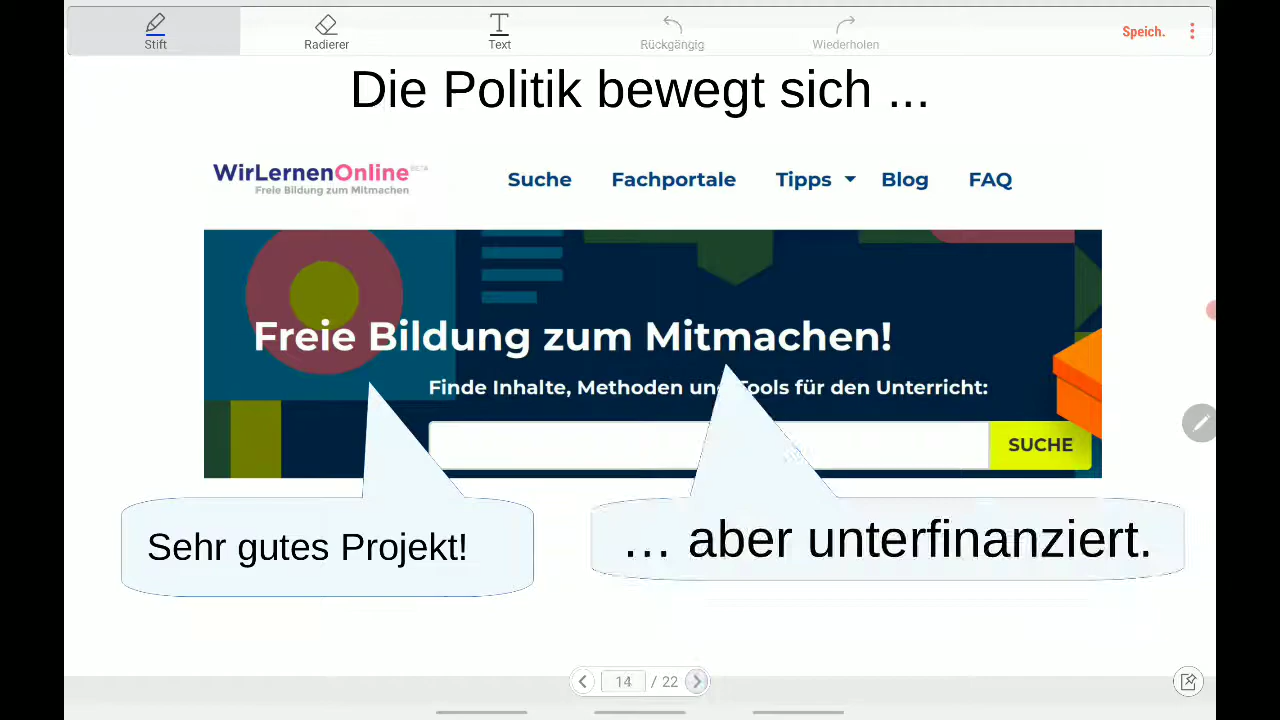 Stift
Radierer
Text
Rückgängig
Wiederholen
Speich.
Die Politik bewegt sich ...
WirLernenOnline BETA
Freie Bildung zum Mitmachen
Suche
Fachportale
Tipps
Blog
FAQ
Freie Bildung zum Mitmachen!
Finde Inhalte, Methoden und Tools für den Unterricht:
SUCHE
Sehr gutes Projekt!
... aber unterfinanziert.
14 / 22